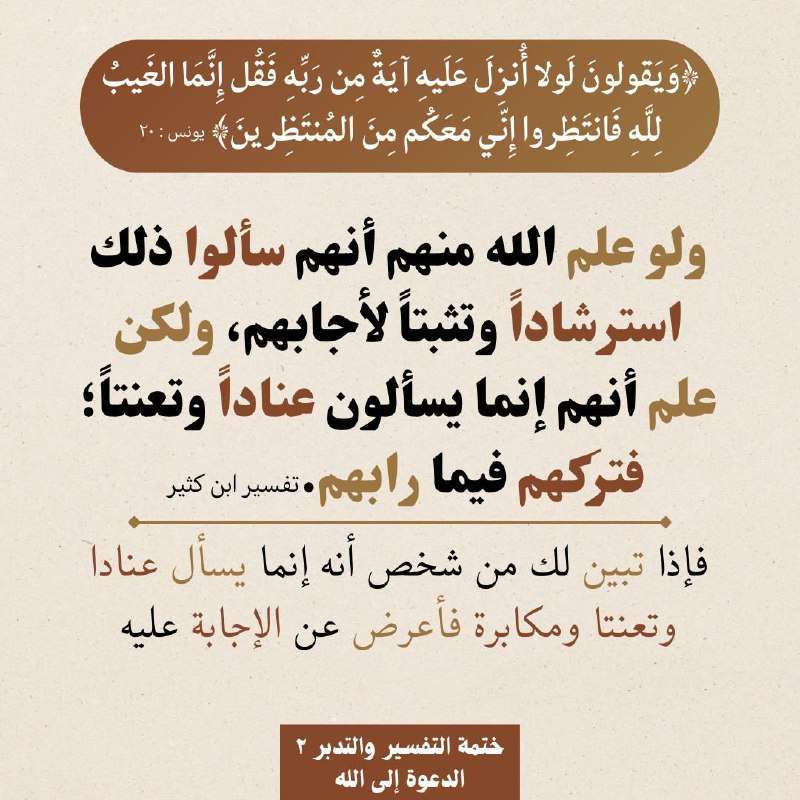 ﴿وَيَقولونَ لَولا أُنزِلَ عَلَيهِ آيَةٌ مِن رَبِّهِ فَقُل إِنَّمَا الغَيبُ
لِلَّهِ فَانتَظِروا إِنّي مَعَكُم مِنَ المُنتَظِرينَ﴾ يونس : ٢٠
ولو علم الله منهم أنهم سألوا ذلك
استرشاداً وتثبتاً لأجابهم، ولكن
علم أنهم إنما يسألون عناداً وتعنتاً؛
فتركهم فيما رابهم. تفسير ابن كثير
فإذا تبين لك من شخص أنه إنما يسأل عنادا
وتعنتا ومكابرة فأعرض عن الإجابة عليه
ختمة التفسير والتدبر ٢
الدعوة إلى الله